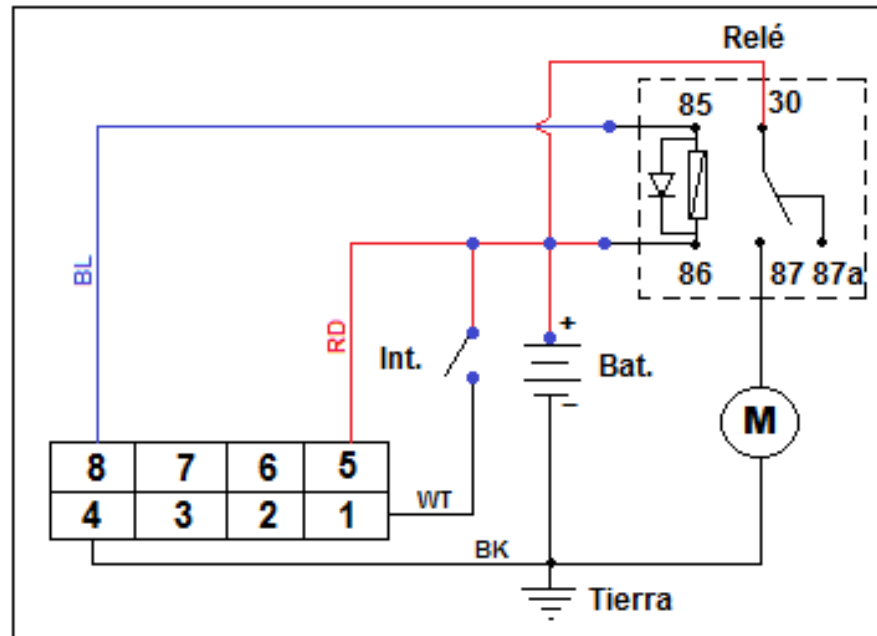 Relé
85
30
86
87
87a
BL
RD
Int.
+
Bat.
−
M
8 7 6 5
4 3 2 1
WT
BK
Tierra